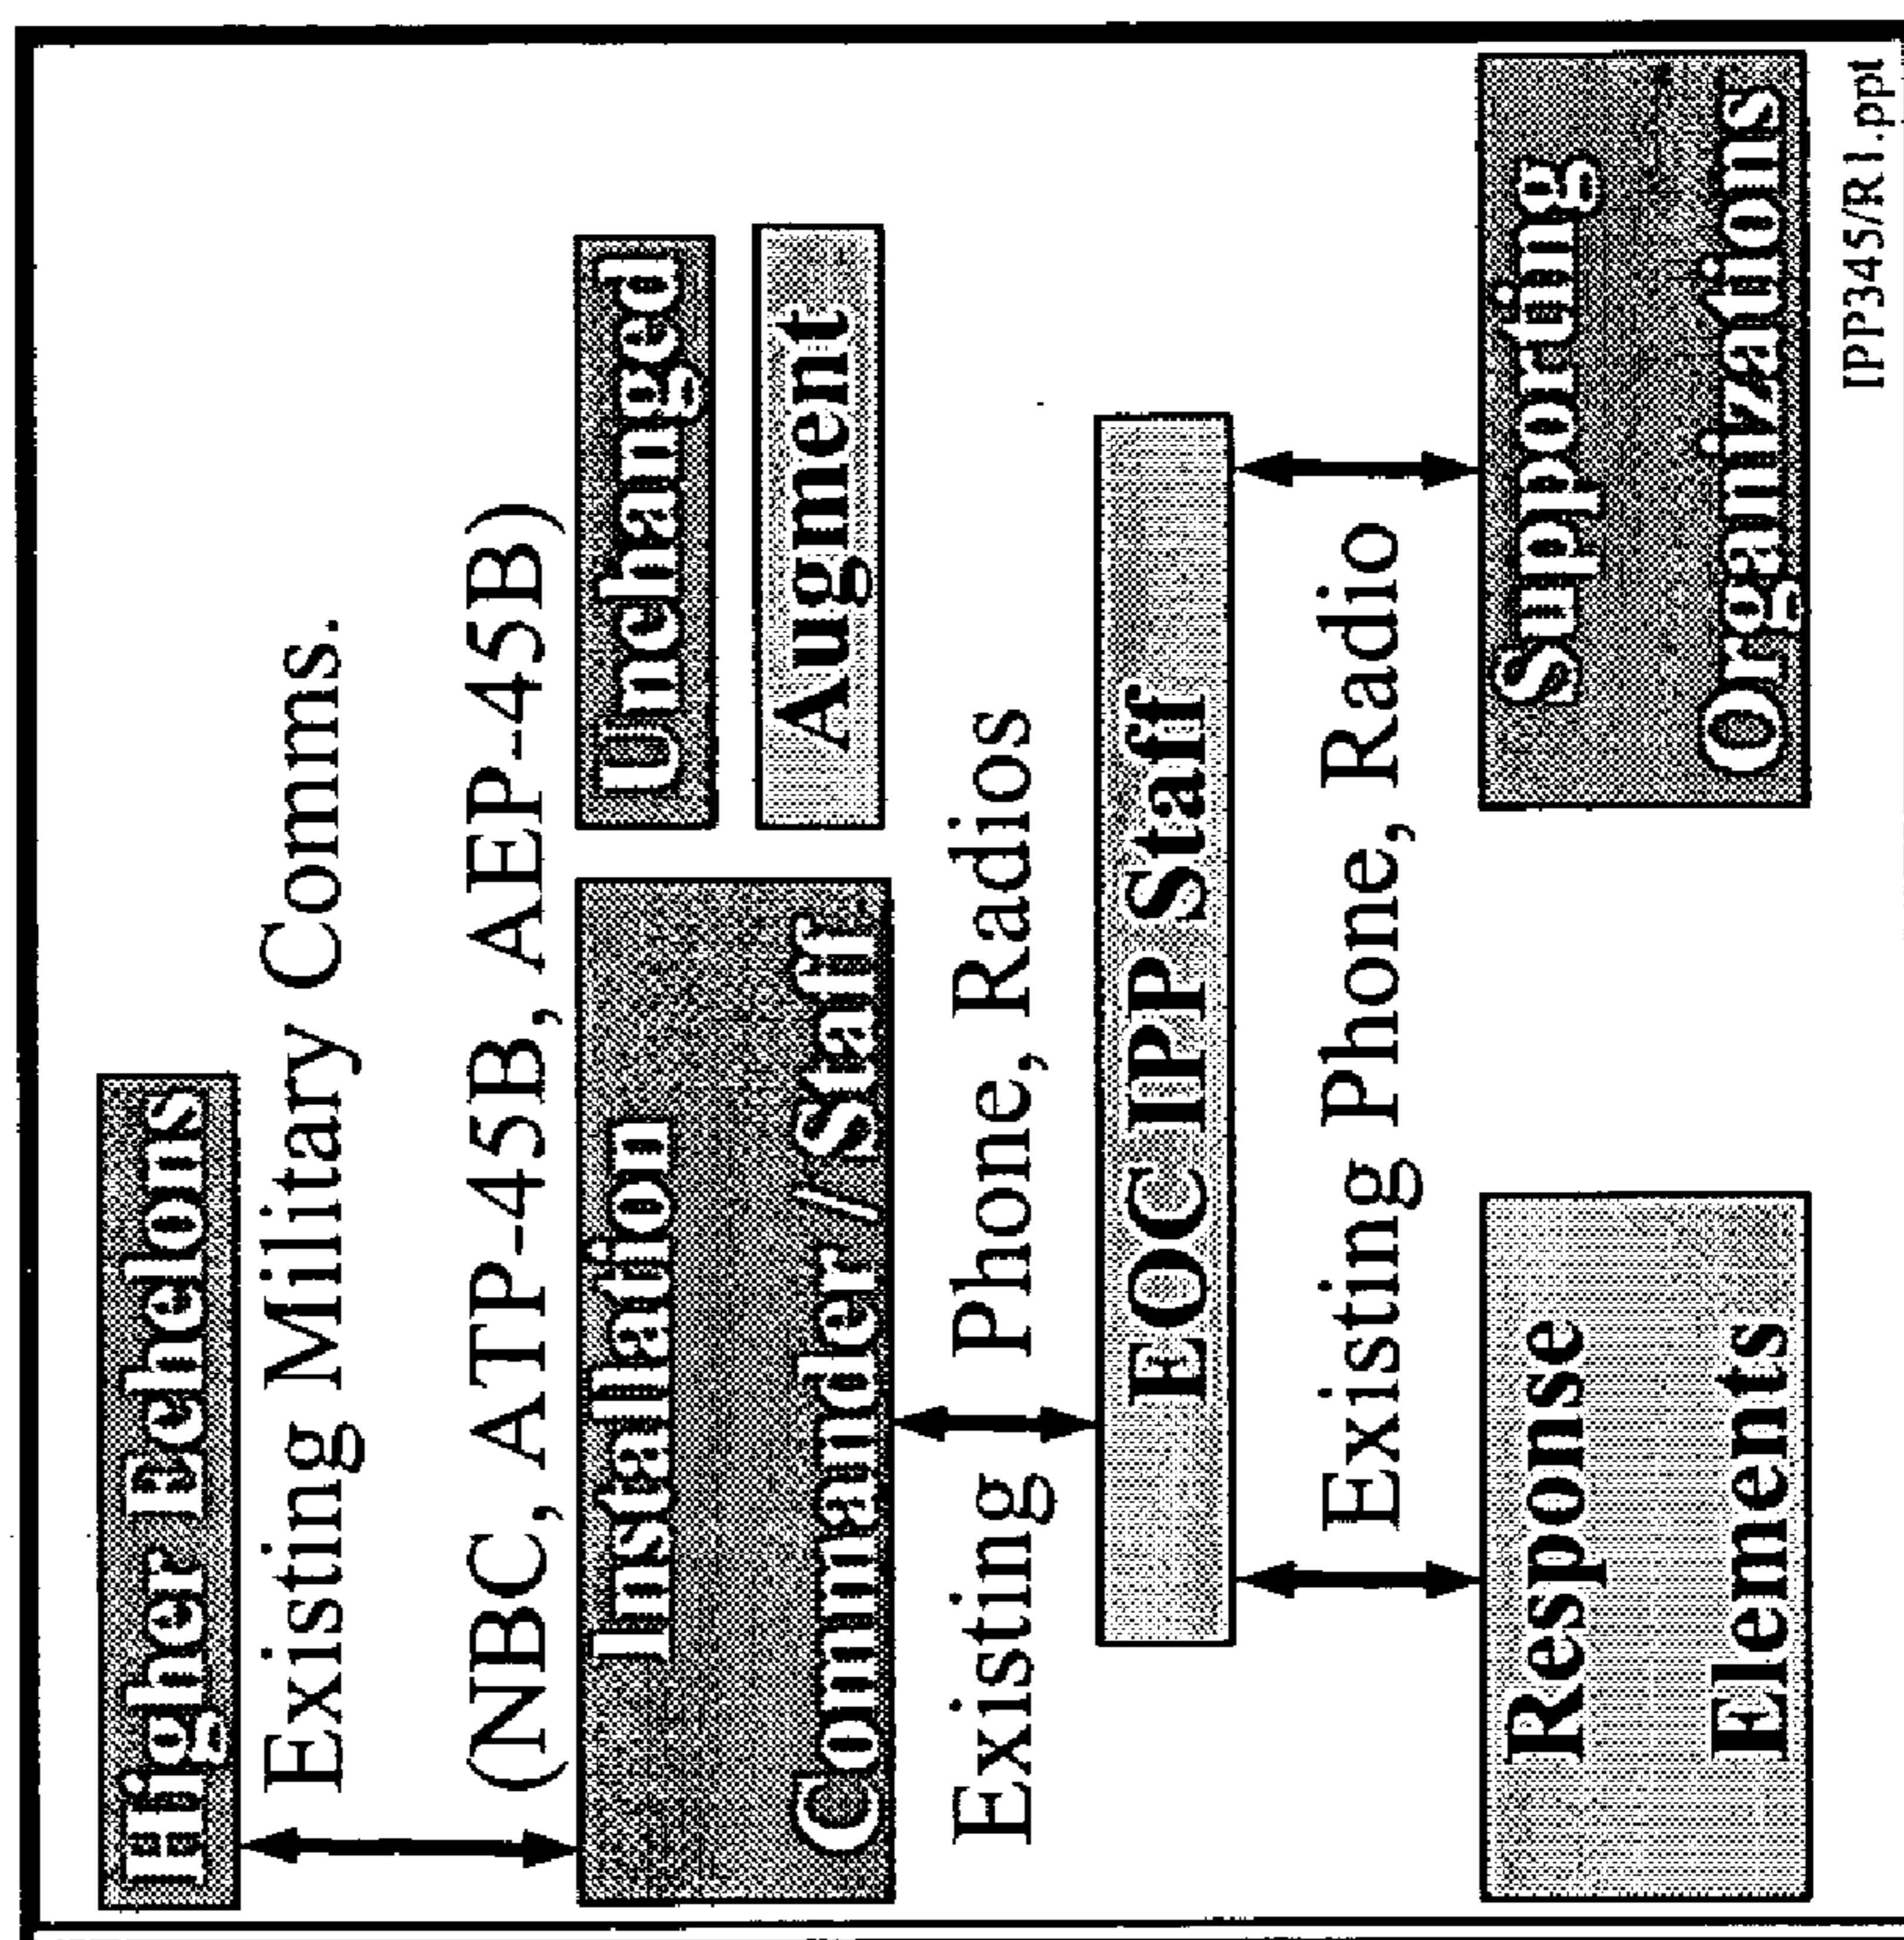 Higher Echelons
Existing Military Comms.
(NBC, ATP-45B, AEP-45B)
Installation
Commander // Staff
Unchanged
Augment
Existing Phone, Radios
EOC IPP Staff
Existing Phone, Radio
Response
Elements
Supporting
Organizations
IPP345/R1.ppt